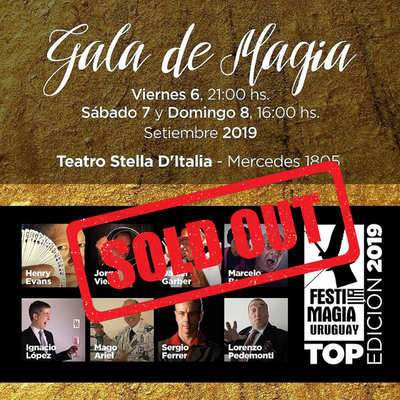 Gala de Magia
Viernes 6, 21:00 hs.
Sábado 7 y Domingo 8, 16:00 hs.
Setiembre 2019
Teatro Stella D'Italia - Mercedes 1805
SOLD OUT
Henry
Evans
Garber
Marcelo
Ignacio
López
Mago
Ariel
Sergio
Ferrer
Lorenzo
Pedemonti
FESTI
MAGIA
URUGUAY
TOP
EDICION 2019